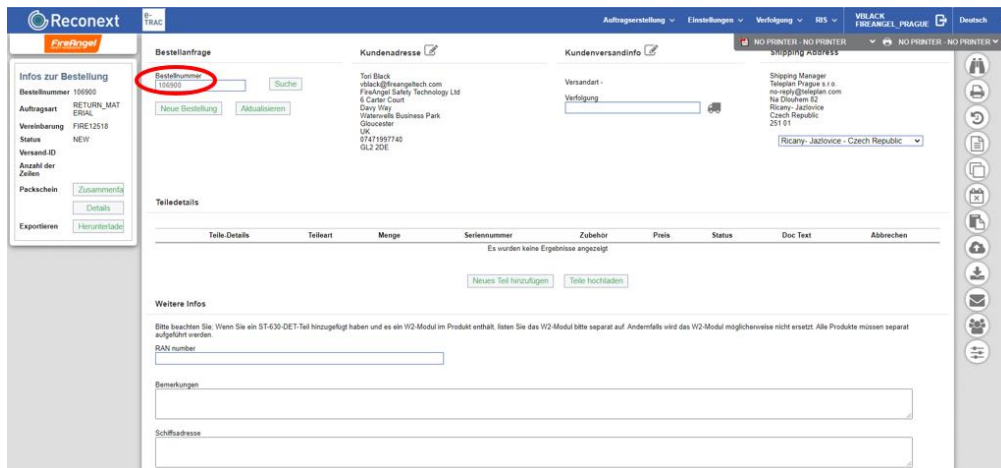 Reconext
e-TRAC
Auftragserstellung
Einstellungen
Verfolgung
RIS
VBLACK
FIREANGEL_PRAGUE
Deutsch
NO PRINTER - NO PRINTER
NO PRINTER - NO PRINTER
FireAngel
Infos zur Bestellung
Bestellnummer 106900
Auftragsart RETURN_MAT
ERIAL
Vereinbarung FIRE12518
Status NEW
Versand-ID
Anzahl der
Zeilen
Packschein Zusammenfa
Details
Exportieren Herunterlade
Bestellanfrage
Bestellnummer
106900
Suche
Neue Bestellung
Aktualisieren
Kundenadresse
Tori Black
vblack@fireangeltech.com
FireAngel Safety Technology Ltd
6 Carter Court
Davy Way
Waterwells Business Park
Gloucester
UK
07471997740
GL2 2DE
Kundenversandinfo
Versandart -
Verfolgung
Shipping Address
Shipping Manager
Teleplan Prague s.r.o.
no-reply@teleplan.com
Na Dlouhem 82
Ricany- Jazlovice
Czech Republic
251 01
Ricany- Jazlovice - Czech Republic
Teiledetails
Teile-Details Teileart Menge Seriennummer Zubehör Preis Status Doc Text Abbrechen
Es wurden keine Ergebnisse angezeigt
Neues Teil hinzufügen
Teile hochladen
Weitere Infos
Bitte beachten Sie: Wenn Sie ein ST-630-DET-Teil hinzugefügt haben und es ein W2-Modul im Produkt enthält, listen Sie das W2-Modul bitte separat auf. Andernfalls wird das W2-Modul möglicherweise nicht ersetzt. Alle Produkte müssen separat
aufgeführt werden.
RAN number
Bemerkungen
Schiffsadresse